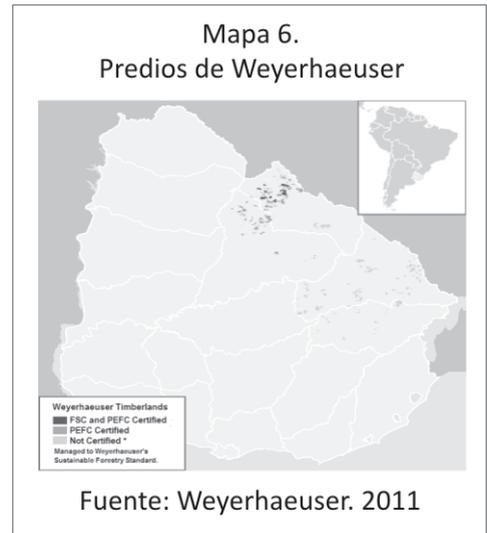 Mapa 6.
Predios de Weyerhaeuser
Weyerhaeuser Timberlands
FSC and PEFC Certified
PEFC Certified
Not Certified *
Managed to Weyerhaeuser's
Sustainable Forestry Standard.
Fuente: Weyerhaeuser. 2011